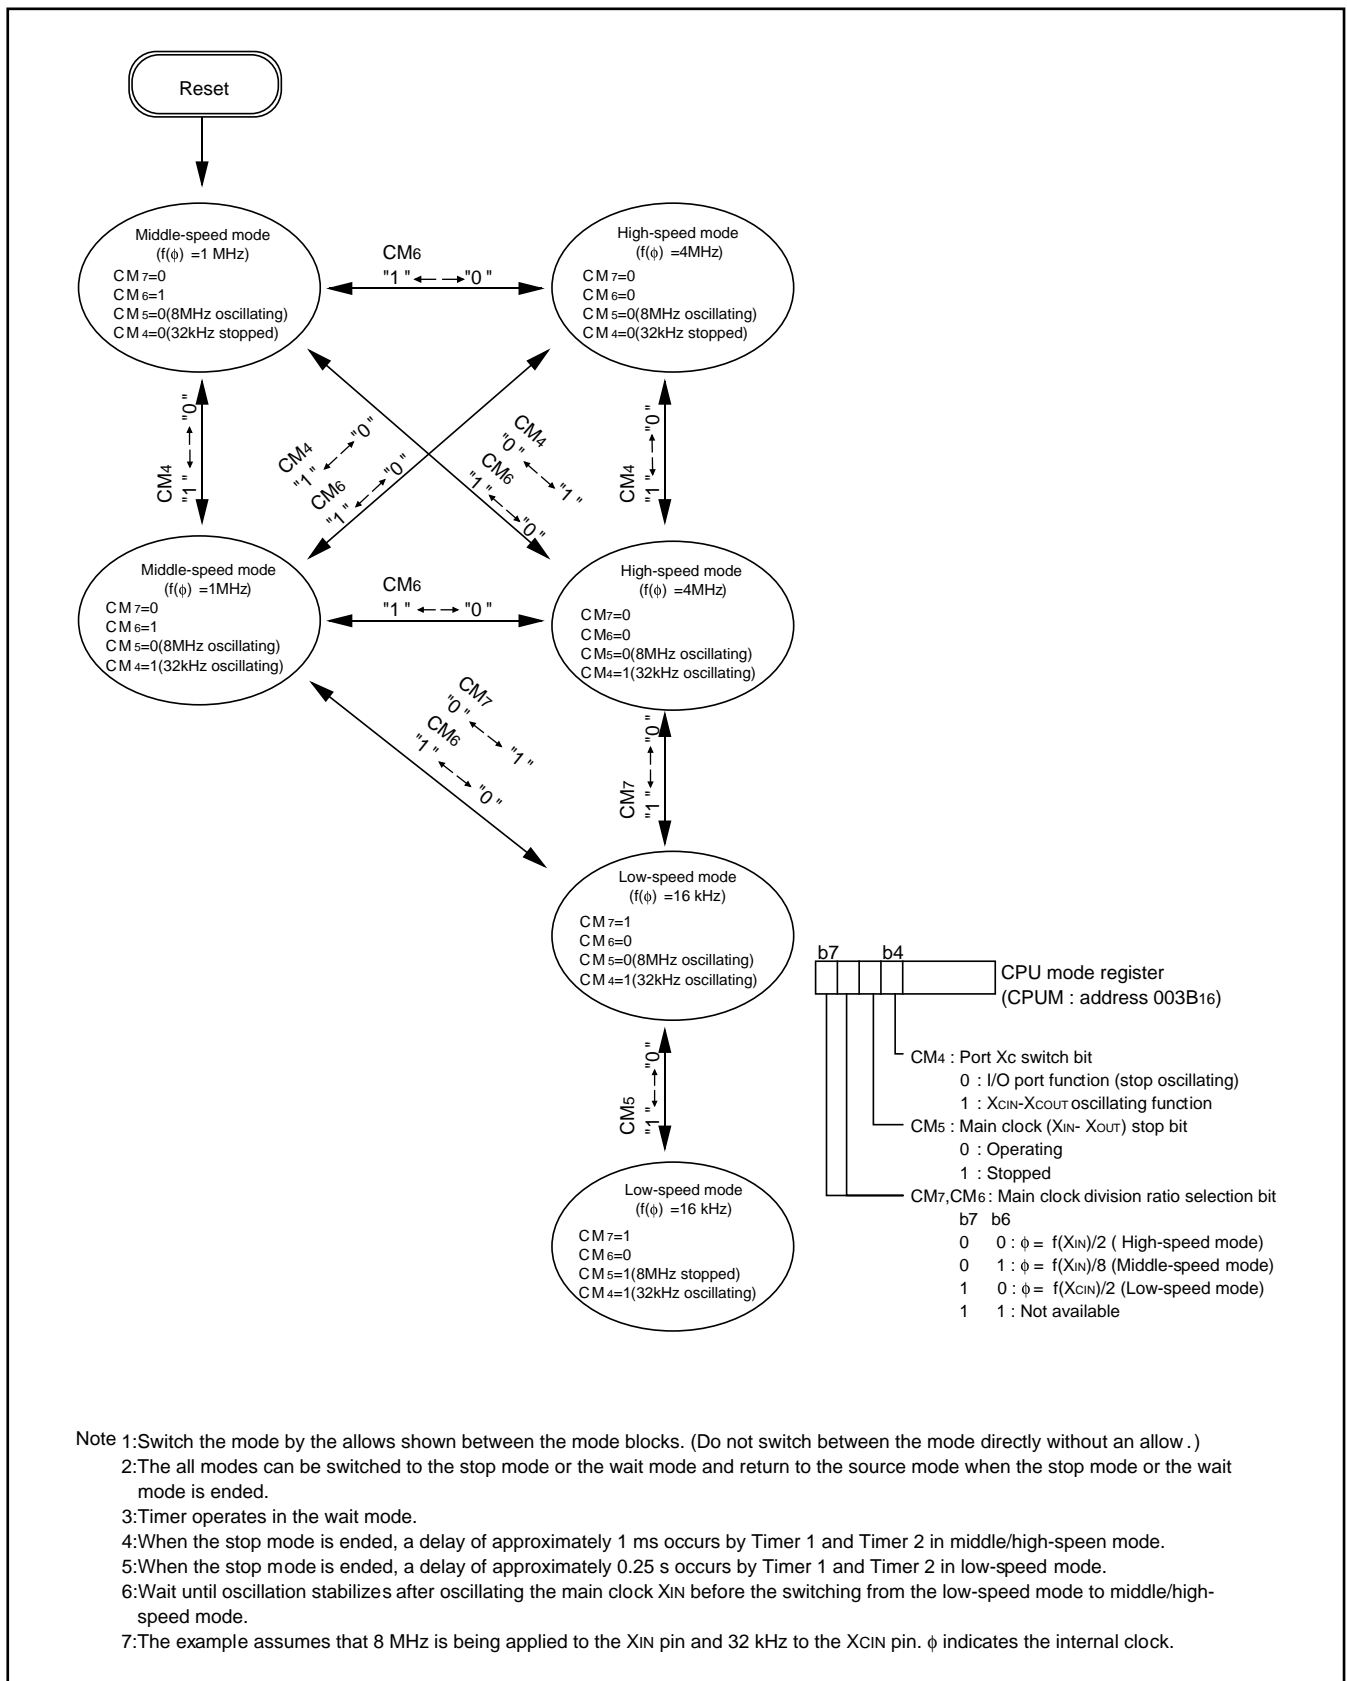 Reset
Middle-speed mode
(f(ϕ) =1 MHz)
CM7=0
CM6=1
CM5=0(8MHz oscillating)
CM4=0(32kHz stopped)
CM6
"1" ←→ "0"
High-speed mode
(f(ϕ) =4MHz)
CM7=0
CM6=0
CM5=0(8MHz oscillating)
CM4=0(32kHz stopped)
CM4
"1" ←→ "0"
CM4
"1" ←→ "0"
CM6
"1" ←→ "0"
CM4
"0" ←→ "1"
CM6
"1" ←→ "0"
CM4
"1" ←→ "0"
Middle-speed mode
(f(ϕ) =1MHz)
CM7=0
CM6=1
CM5=0(8MHz oscillating)
CM4=1(32kHz oscillating)
CM6
"1" ←→ "0"
High-speed mode
(f(ϕ) =4MHz)
CM7=0
CM6=0
CM5=0(8MHz oscillating)
CM4=1(32kHz oscillating)
CM7
"0" ←→ "1"
CM6
"1" ←→ "0"
CM7
"1" ←→ "0"
Low-speed mode
(f(ϕ) =16 kHz)
CM7=1
CM6=0
CM5=0(8MHz oscillating)
CM4=1(32kHz oscillating)
CM5
"1" ←→ "0"
Low-speed mode
(f(ϕ) =16 kHz)
CM7=1
CM6=0
CM5=1(8MHz stopped)
CM4=1(32kHz oscillating)
b7 b4
CPU mode register
(CPUM : address 003B16)
CM4 : Port Xc switch bit
0 : I/O port function (stop oscillating)
1 : XCIN-XCOUT oscillating function
CM5 : Main clock (XIN- XOUT) stop bit
0 : Operating
1 : Stopped
CM7,CM6 : Main clock division ratio selection bit
b7 b6
0 0 : ϕ = f(XIN)/2 ( High-speed mode)
0 1 : ϕ = f(XIN)/8 (Middle-speed mode)
1 0 : ϕ = f(XCIN)/2 (Low-speed mode)
1 1 : Not available
Note 1:Switch the mode by the allows shown between the mode blocks. (Do not switch between the mode directly without an allow.)
2:The all modes can be switched to the stop mode or the wait mode and return to the source mode when the stop mode or the wait
mode is ended.
3:Timer operates in the wait mode.
4:When the stop mode is ended, a delay of approximately 1 ms occurs by Timer 1 and Timer 2 in middle/high-speen mode.
5:When the stop mode is ended, a delay of approximately 0.25 s occurs by Timer 1 and Timer 2 in low-speed mode.
6:Wait until oscillation stabilizes after oscillating the main clock XIN before the switching from the low-speed mode to middle/high-
speed mode.
7:The example assumes that 8 MHz is being applied to the XIN pin and 32 kHz to the XCIN pin. ϕ indicates the internal clock.